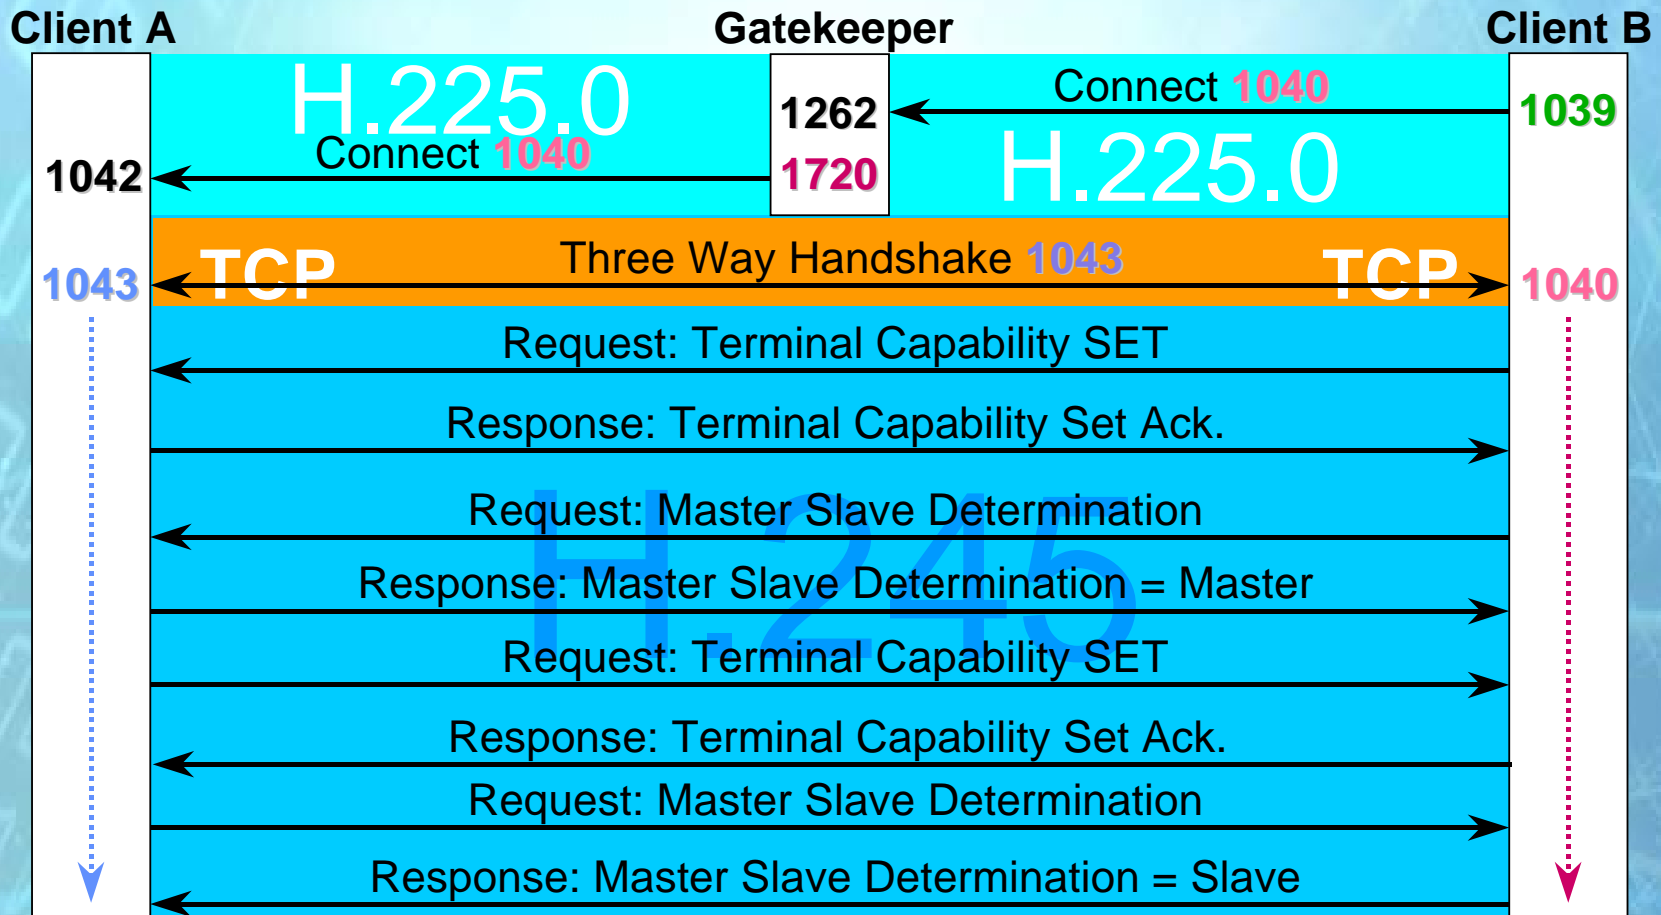 Client A Gatekeeper Client B
H.225.0
Connect 1040
1262
1039
Connect 1040
1042
1720
H.225.0
TCP
Three Way Handshake 1043
TCP
1043
1040
Request: Terminal Capability SET
Response: Terminal Capability Set Ack.
H.245
Request: Master Slave Determination
Response: Master Slave Determination = Master
Request: Terminal Capability SET
Response: Terminal Capability Set Ack.
Request: Master Slave Determination
Response: Master Slave Determination = Slave